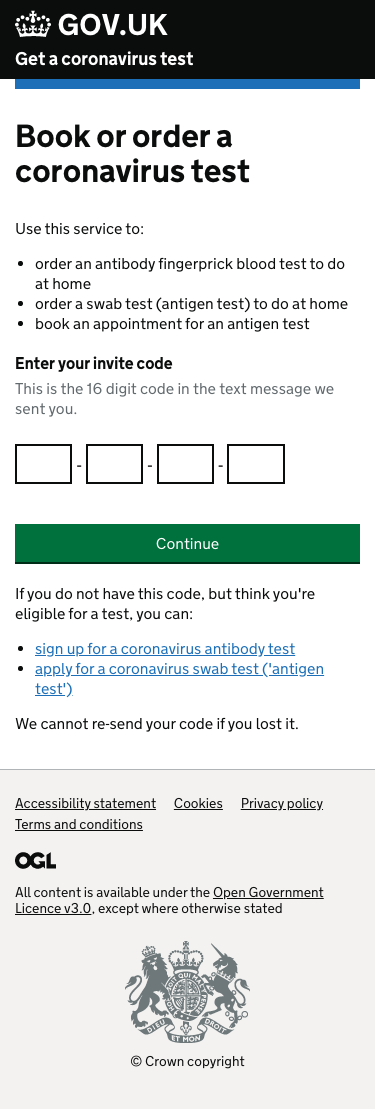 GOV.UK
Get a coronavirus test
Book or order a
coronavirus test
Use this service to:
• order an antibody fingerprick blood test to do
at home
• order a swab test (antigen test) to do at home
• book an appointment for an antigen test
Enter your invite code
This is the 16 digit code in the text message we
sent you.
- - -
Continue
If you do not have this code, but think you're
eligible for a test, you can:
• sign up for a coronavirus antibody test
• apply for a coronavirus swab test ('antigen
test')
We cannot re-send your code if you lost it.
Accessibility statement Cookies Privacy policy
Terms and conditions
OGL
All content is available under the Open Government
Licence v3.0, except where otherwise stated
DIEU ET MON DROIT
© Crown copyright